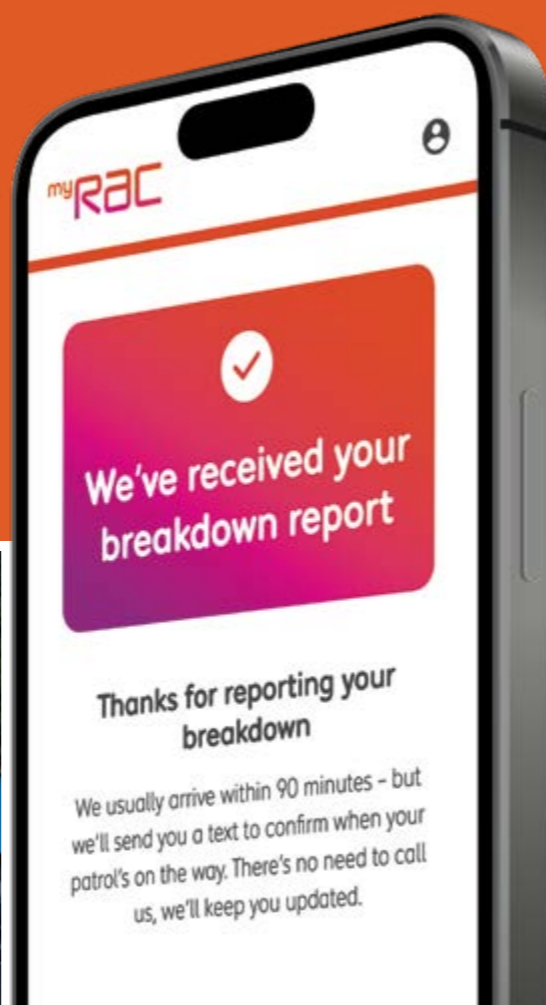 myRAC
We've received your
breakdown report
Thanks for reporting your
breakdown
We usually arrive within 90 minutes – but
we'll send you a text to confirm when your
patrol's on the way. There's no need to call
us, we'll keep you updated.